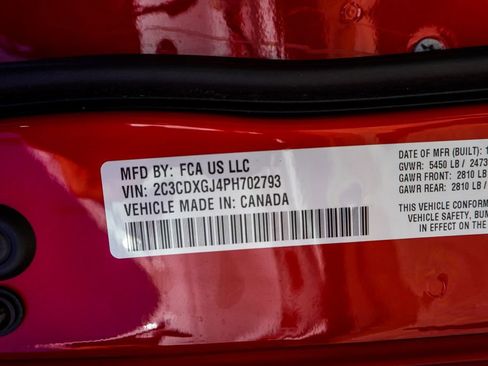 MFD BY: FCA US LLC
VIN: 2C3CDXGJ4PH702793
VEHICLE MADE IN: CANADA
DATE OF MFR (BUILT): 1
GVWR: 5450 LB / 2473
GAWR FRONT: 2810 LB
GAWR REAR: 2810 LB /
THIS VEHICLE CONFORM
VEHICLE SAFETY, BUM
IN EFFECT ON THE